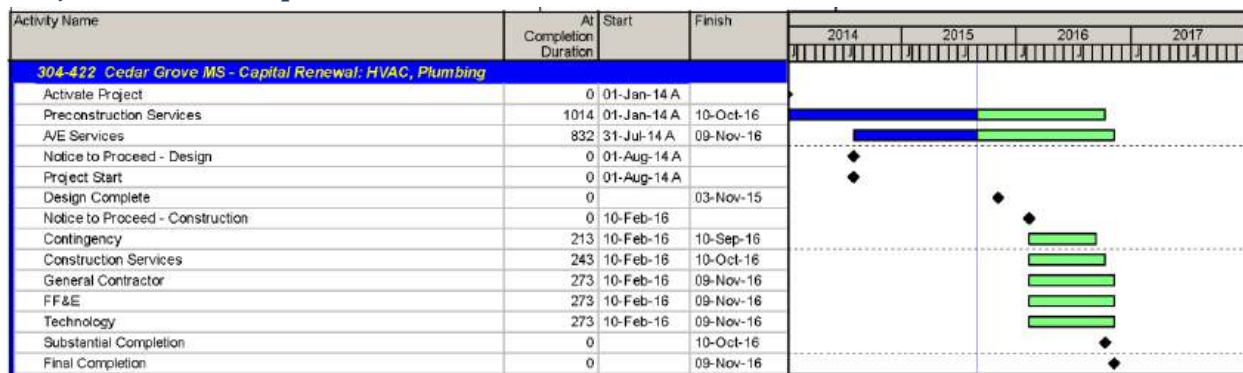 Activity Name At Completion Duration Start Finish
2014 2015 2016 2017
J J J J J J J J
304-422 Cedar Grove MS - Capital Renewal: HVAC, Plumbing
Activate Project 0 01-Jan-14 A
Preconstruction Services 1014 01-Jan-14 A 10-Oct-16
A/E Services 832 31-Jul-14 A 09-Nov-16
Notice to Proceed - Design 0 01-Aug-14 A
Project Start 0 01-Aug-14 A
Design Complete 0 03-Nov-15
Notice to Proceed - Construction 0 10-Feb-16
Contingency 213 10-Feb-16 10-Sep-16
Construction Services 243 10-Feb-16 10-Oct-16
General Contractor 273 10-Feb-16 09-Nov-16
FF&E 273 10-Feb-16 09-Nov-16
Technology 273 10-Feb-16 09-Nov-16
Substantial Completion 0 10-Oct-16
Final Completion 0 09-Nov-16